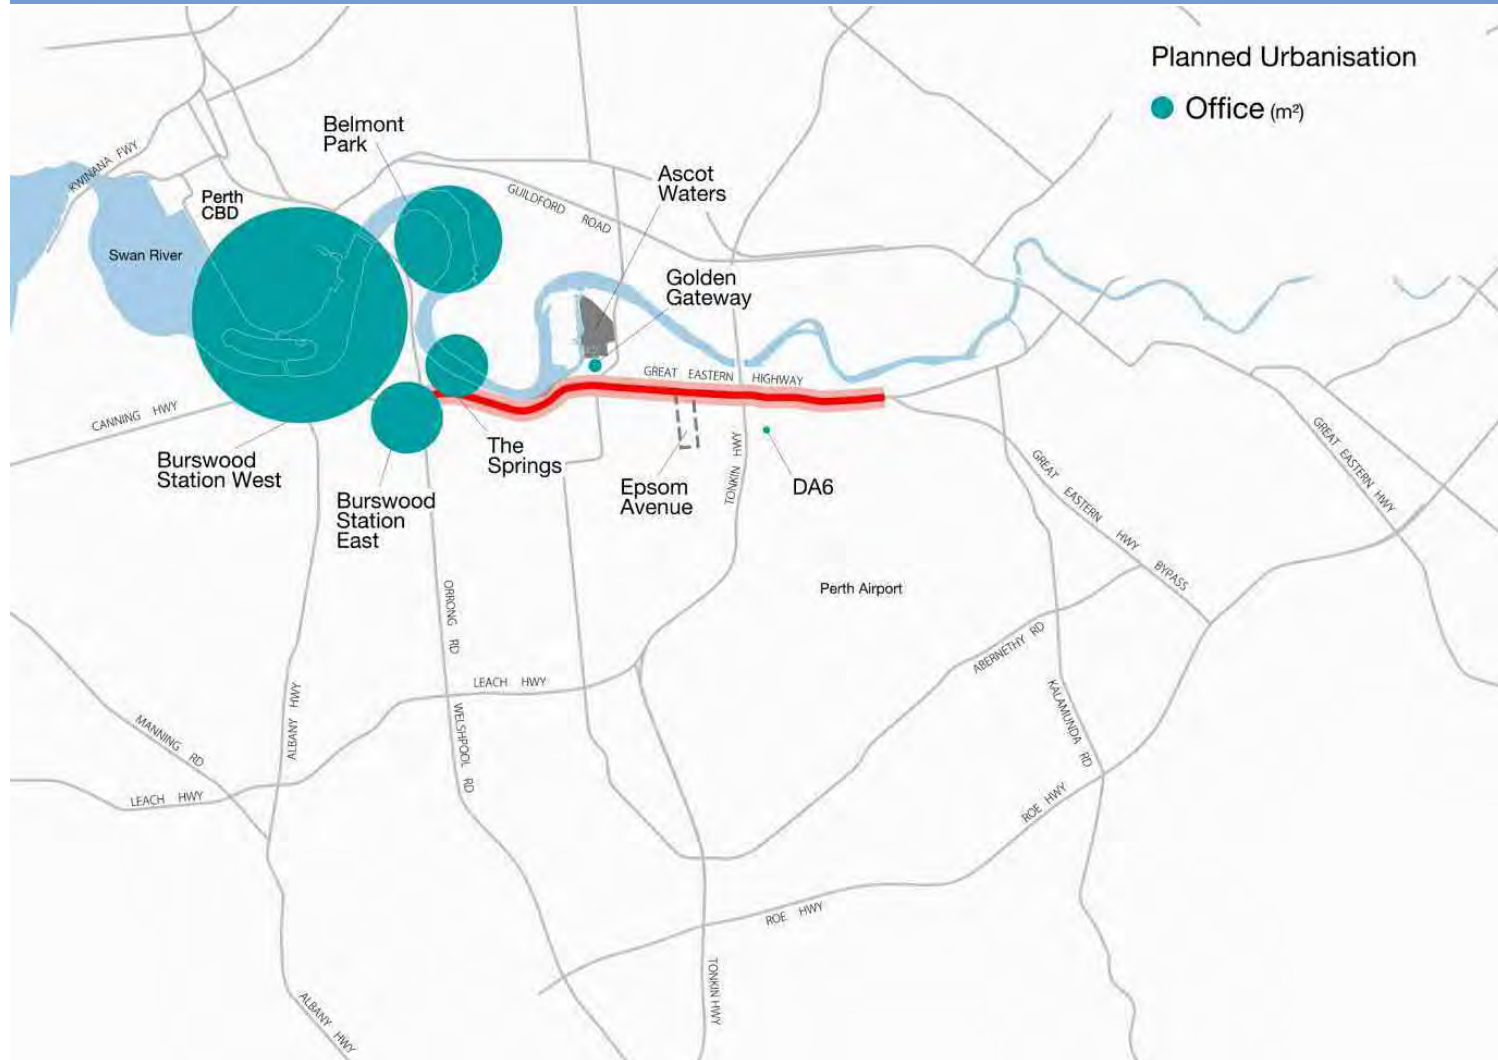 Planned Urbanisation
Office (m²)
Belmont
Park
KWINANA FWY
Perth
CBD
Swan River
GUILDFORD ROAD
Ascot
Waters
Golden
Gateway
GREAT EASTERN HIGHWAY
CANNING HWY
Burswood
Station West
Burswood
Station
East
The
Springs
Epsom
Avenue
TONKIN HWY
DA6
GREAT EASTERN HWY BYPASS
GREAT EASTERN HWY
Perth Airport
ORRONG RD
ABERNETHY RD
LEACH HWY
KALAMUNDA RD
MANNING RD
ALBANY HWY
WELSHPOOL RD
LEACH HWY
ROE HWY
ROE HWY
TONKIN HWY
ALBANY HWY